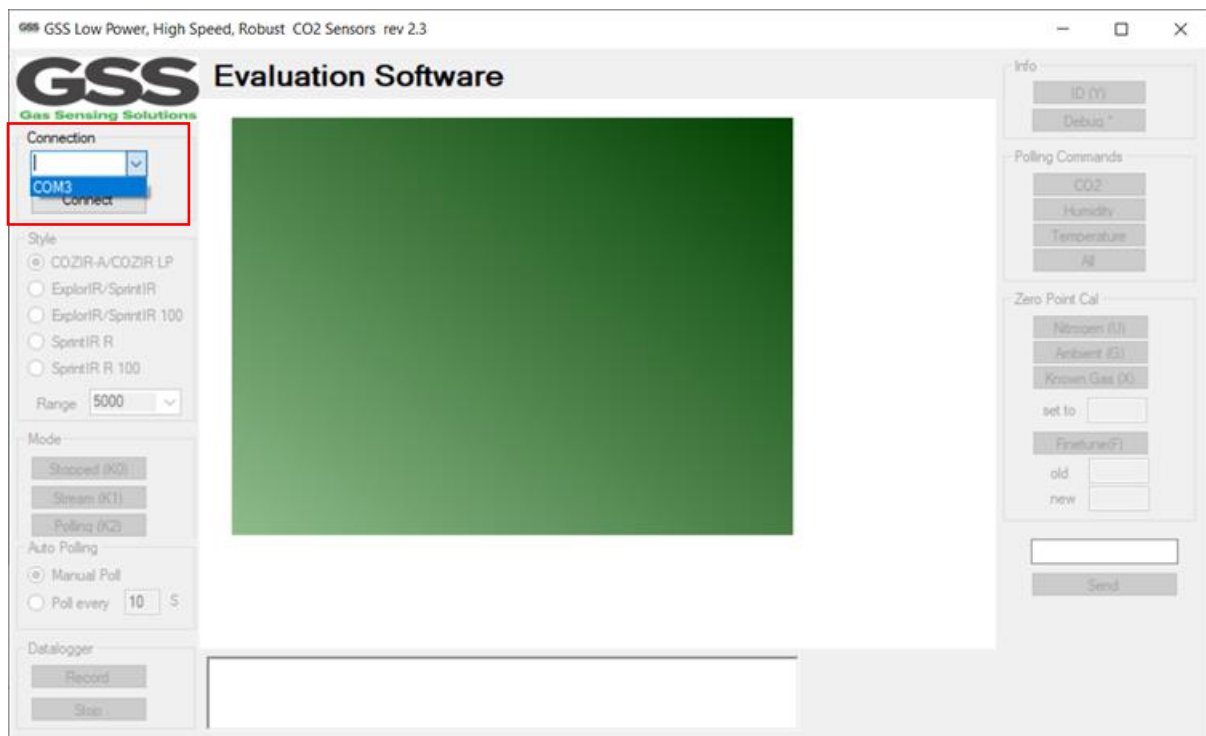 GSS GSS Low Power, High Speed, Robust CO2 Sensors rev 2.3
GSS
Gas Sensing Solutions
Evaluation Software
Connection
COM3
Connect
Style
COZIR-A/COZIR LP
ExplorIR/SprintIR
ExplorIR/SprintIR 100
SprintIR R
SprintIR R 100
Range 5000
Mode
Stopped (K0)
Stream (K1)
Polling (K2)
Auto Polling
Manual Poll
Poll every 10 S
Datalogger
Record
Stop
Info
ID (Y)
Debug *
Polling Commands
CO2
Humidity
Temperature
All
Zero Point Cal
Nitrogen (U)
Ambient (G)
Known Gas (X)
set to
Finetune(F)
old
new
Send